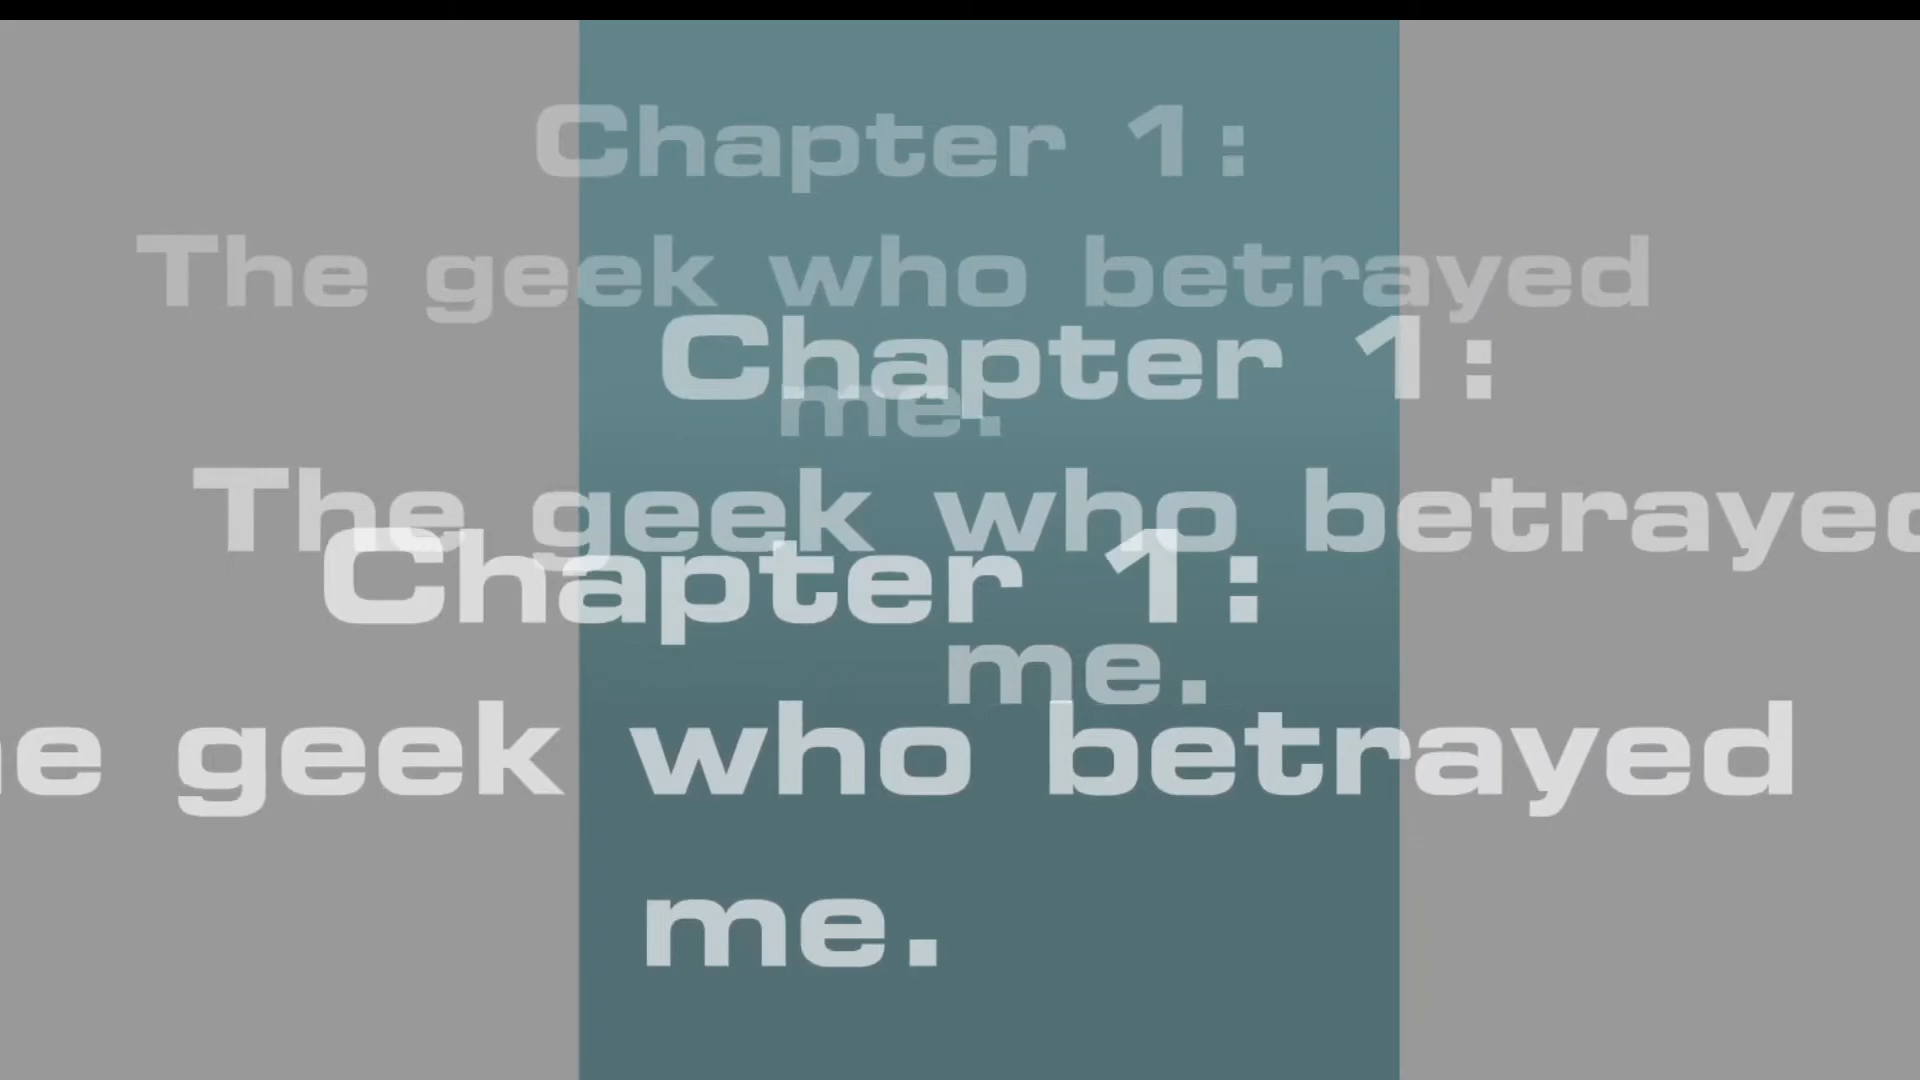 Chapter 1:
The geek who betrayed
me.
Chapter 1:
The geek who betrayed
me.
Chapter 1:
e geek who betrayed
me.